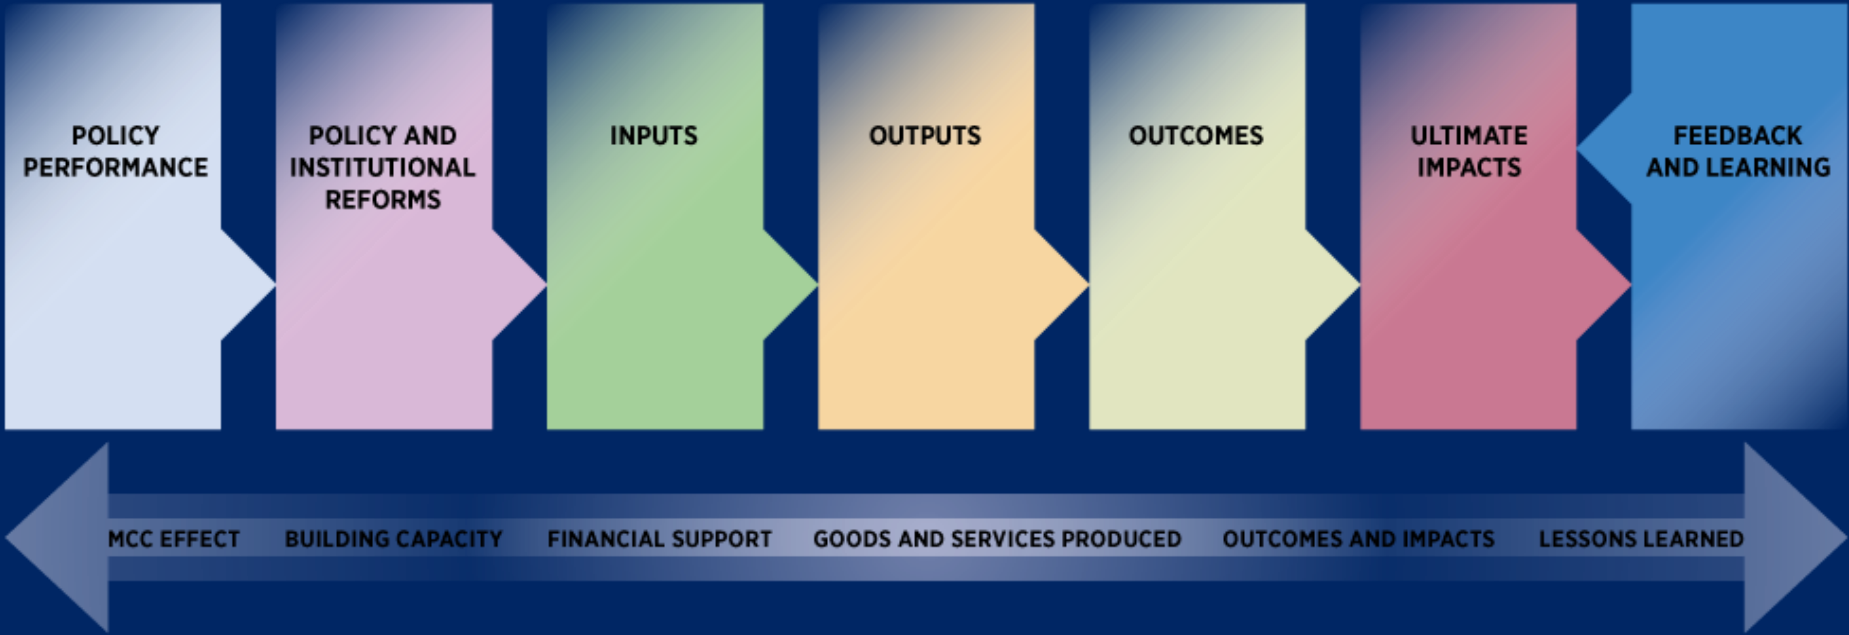 POLICY
PERFORMANCE
POLICY AND
INSTITUTIONAL
REFORMS
INPUTS
OUTPUTS
OUTCOMES
ULTIMATE
IMPACTS
FEEDBACK
AND LEARNING
MCC EFFECT
BUILDING CAPACITY
FINANCIAL SUPPORT
GOODS AND SERVICES PRODUCED
OUTCOMES AND IMPACTS
LESSONS LEARNED